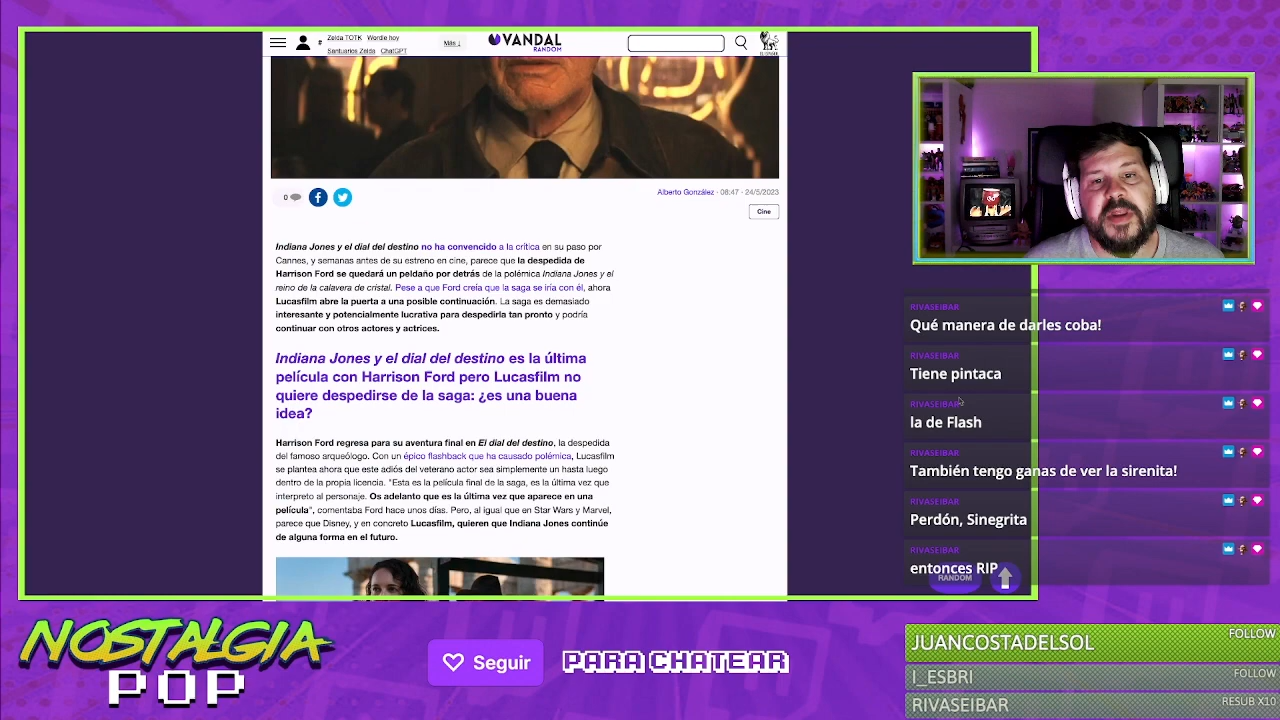 #
Zelda TOTK Wordle hoy
Santuarios Zelda ChatGPT
Más ↓
VANDAL
RANDOM
0
f
Alberto González · 08:47 · 24/5/2023
Cine
Indiana Jones y el dial del destino no ha convencido a la crítica en su paso por
Cannes, y semanas antes de su estreno en cine, parece que la despedida de
Harrison Ford se quedará un peldaño por detrás de la polémica Indiana Jones y el
reino de la calavera de cristal. Pese a que Ford creía que la saga se iría con él, ahora
Lucasfilm abre la puerta a una posible continuación. La saga es demasiado
interesante y potencialmente lucrativa para despedirla tan pronto y podría
continuar con otros actores y actrices.
Indiana Jones y el dial del destino es la última
película con Harrison Ford pero Lucasfilm no
quiere despedirse de la saga: ¿es una buena
idea?
Harrison Ford regresa para su aventura final en El dial del destino, la despedida
del famoso arqueólogo. Con un épico flashback que ha causado polémica, Lucasfilm
se plantea ahora que este adiós del veterano actor sea simplemente un hasta luego
dentro de la propia licencia. "Esta es la película final de la saga, es la última vez que
interpreto al personaje. Os adelanto que es la última vez que aparece en una
película", comentaba Ford hace unos días. Pero, al igual que en Star Wars y Marvel,
parece que Disney, y en concreto Lucasfilm, quieren que Indiana Jones continúe
de alguna forma en el futuro.
RIVASEIBAR
Qué manera de darles coba!
RIVASEIBAR
Tiene pintaca
RIVASEIBAR
la de Flash
RIVASEIBAR
También tengo ganas de ver la sirenita!
RIVASEIBAR
Perdón, Sinegrita
RIVASEIBAR
entonces RIP
RANDOM
NOSTALGIA
POP
Seguir
PARA CHATEAR
JUANCOSTADELSOL FOLLOW
I_ESBRI FOLLOW
RIVASEIBAR RESUB X10